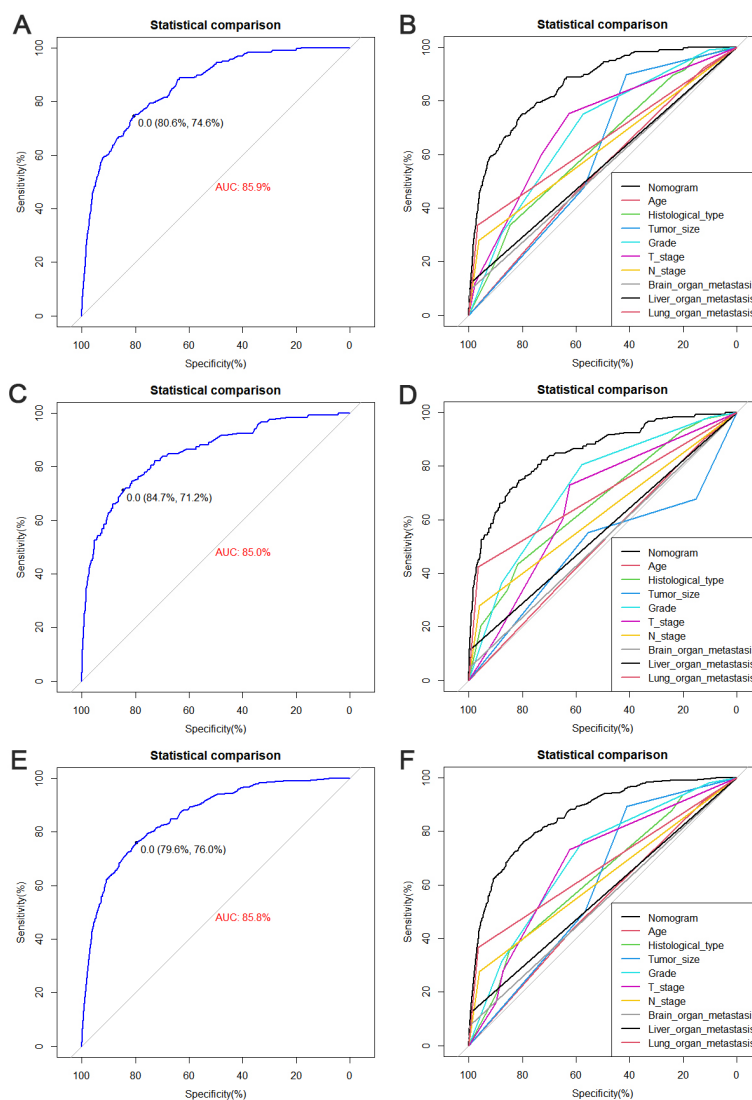 A
Statistical comparison
Sensitivity(%)
100
80
60
40
20
0
0.0 (80.6%, 74.6%)
AUC: 85.9%
100 80 60 40 20 0
Specificity(%)
B
Statistical comparison
Sensitivity(%)
100
80
60
40
20
0
Nomogram
Age
Histological_type
Tumor_size
Grade
T_stage
N_stage
Brain_organ_metastasi
Liver_organ_metastasis
Lung_organ_metastasis
100 80 60 40 20 0
Specificity(%)
C
Statistical comparison
Sensitivity(%)
100
80
60
40
20
0
0.0 (84.7%, 71.2%)
AUC: 85.0%
100 80 60 40 20 0
Specificity(%)
D
Statistical comparison
Sensitivity(%)
100
80
60
40
20
0
Nomogram
Age
Histological_type
Tumor_size
Grade
T_stage
N_stage
Brain_organ_metastasi
Liver_organ_metastasis
Lung_organ_metastasis
100 80 60 40 20 0
Specificity(%)
E
Statistical comparison
Sensitivity(%)
100
80
60
40
20
0
0.0 (79.6%, 76.0%)
AUC: 85.8%
100 80 60 40 20 0
Specificity(%)
F
Statistical comparison
Sensitivity(%)
100
80
60
40
20
0
Nomogram
Age
Histological_type
Tumor_size
Grade
T_stage
N_stage
Brain_organ_metastasi
Liver_organ_metastasis
Lung_organ_metastasis
100 80 60 40 20 0
Specificity(%)